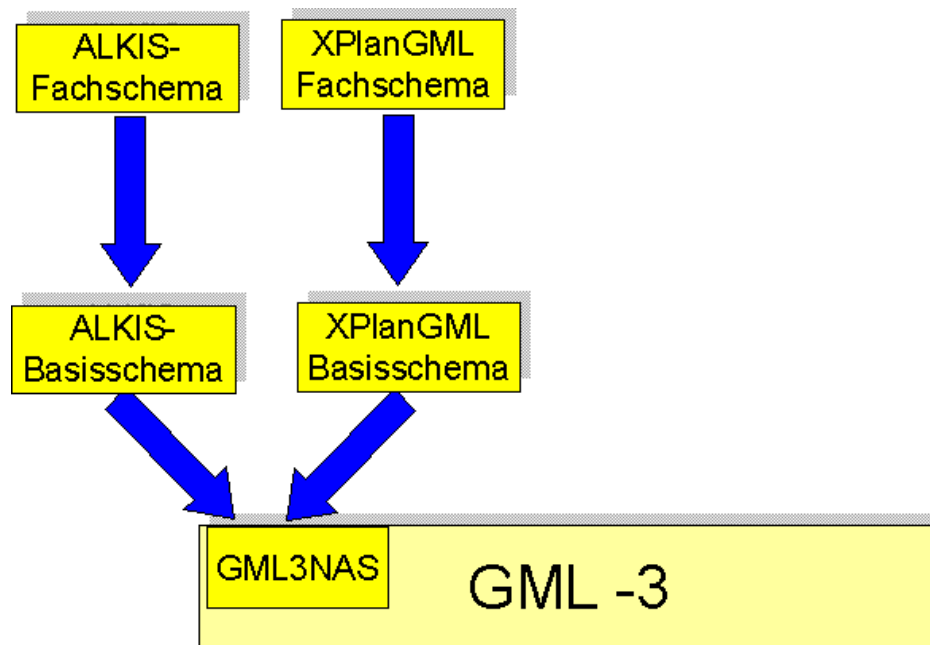 ALKIS-
Fachschema
XPlanGML
Fachschema
ALKIS-
Basisschema
XPlanGML
Basisschema
GML3NAS
GML -3